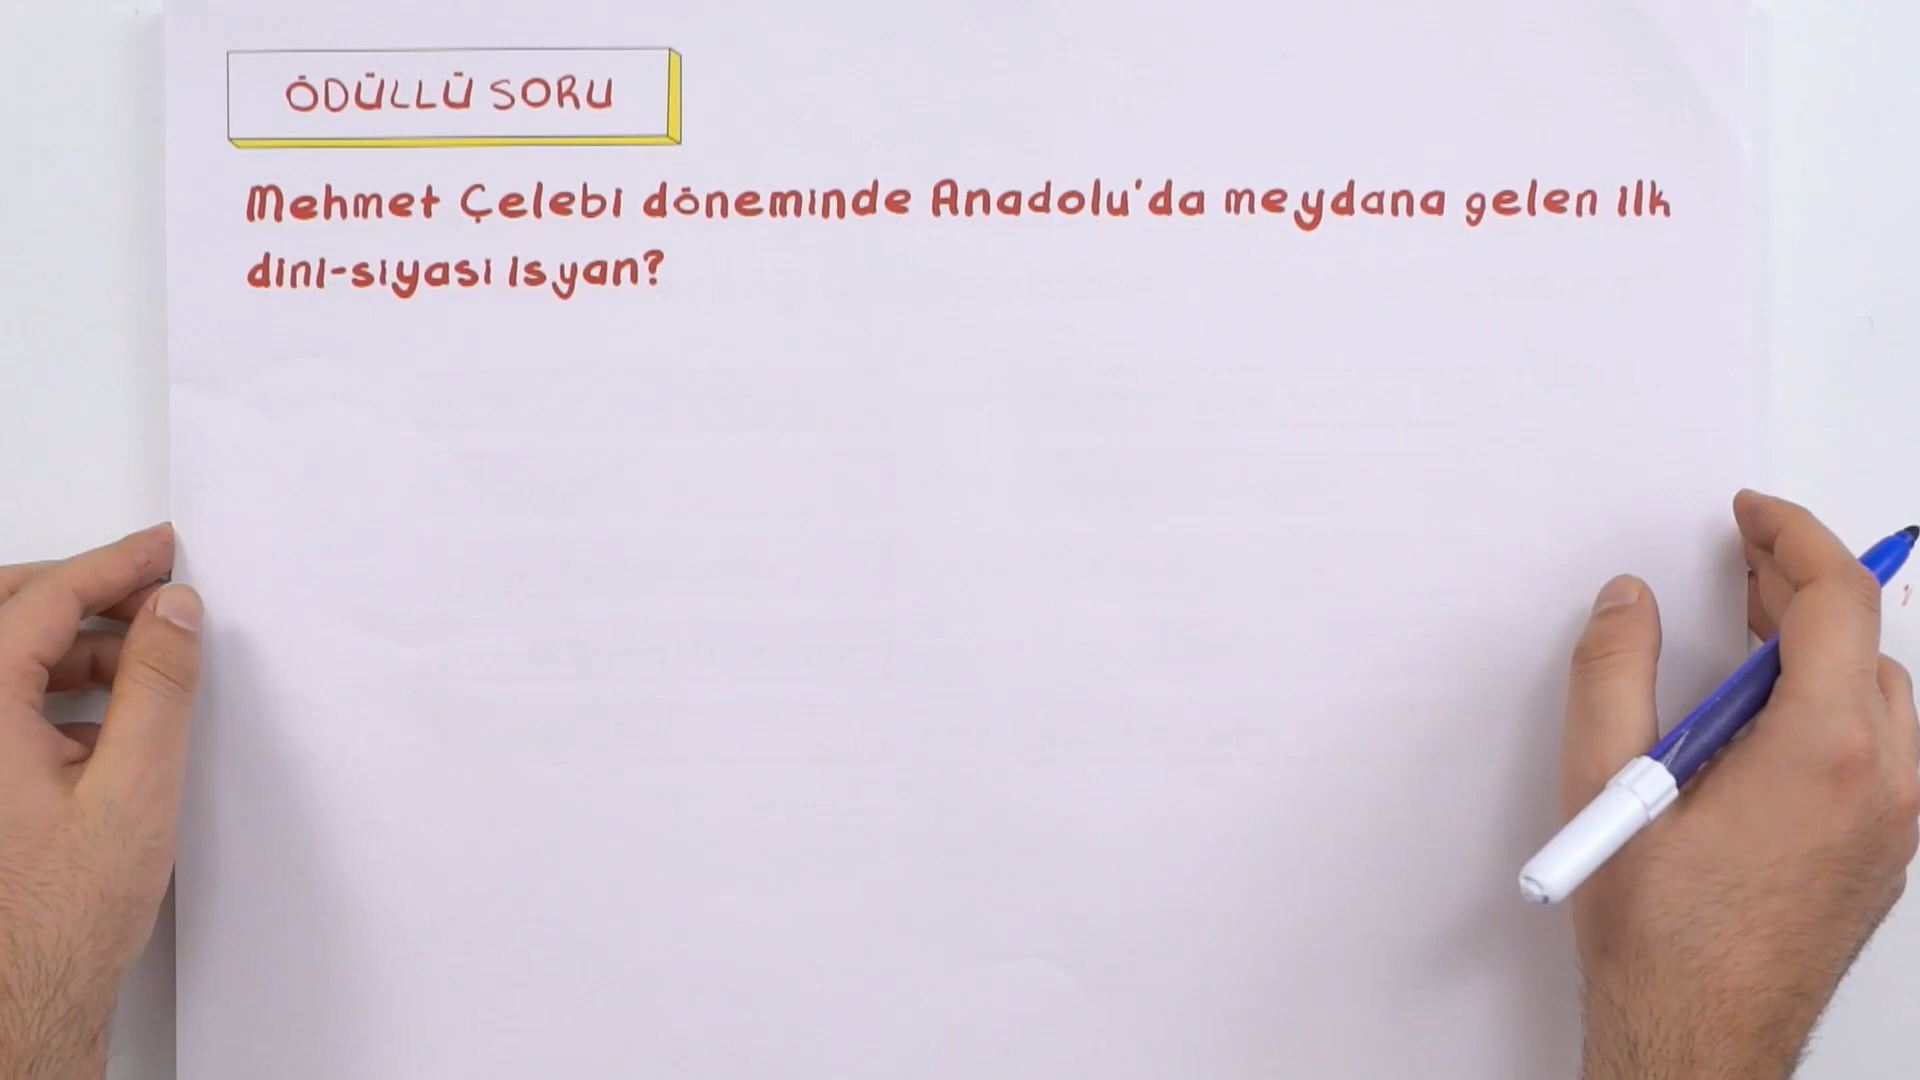 ÖDÜLLÜ SORU
Mehmet Çelebi döneminde Anadolu'da meydana gelen ilk
dini-siyasi isyan?